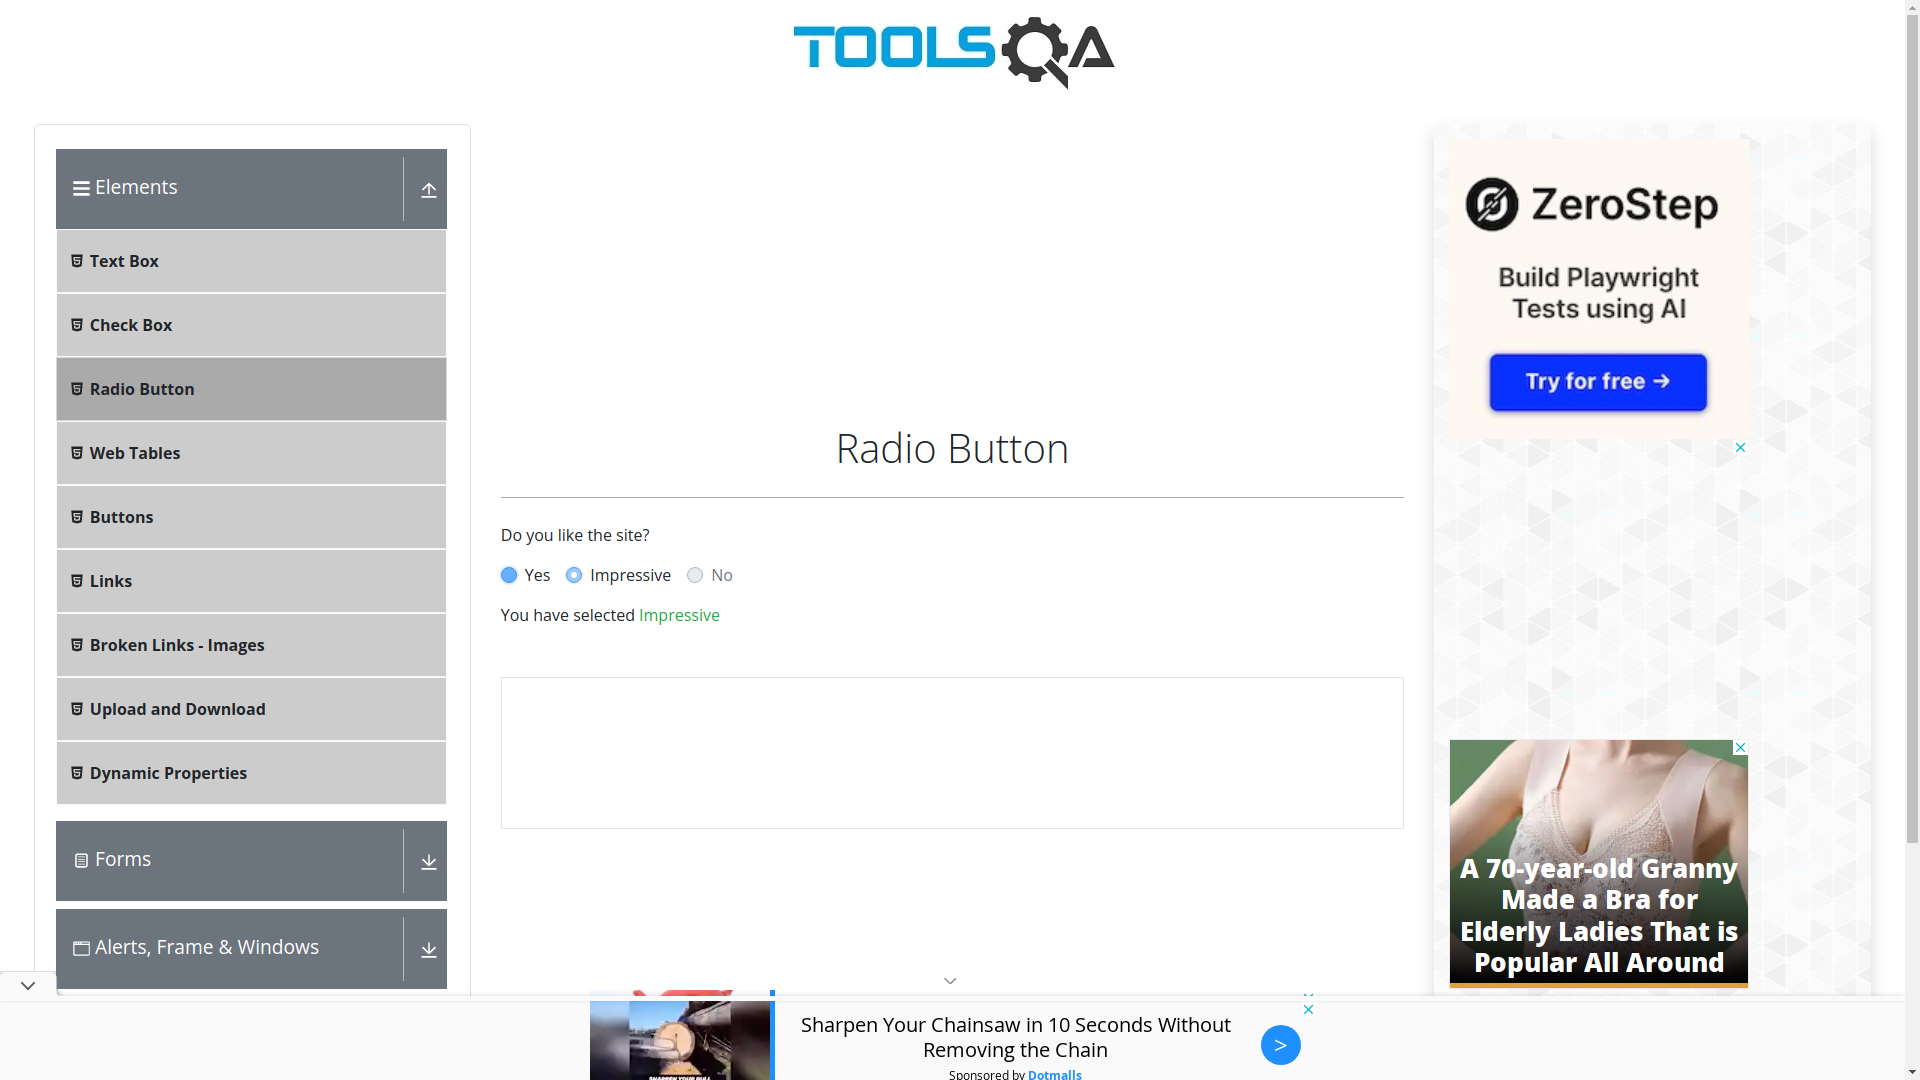 TOOLSQA
Elements
Text Box
Check Box
Radio Button
Web Tables
Buttons
Links
Broken Links - Images
Upload and Download
Dynamic Properties
Forms
Alerts, Frame & Windows
Radio Button
Do you like the site?
Yes
Impressive
No
You have selected Impressive
ZeroStep
Build Playwright
Tests using AI
Try for free →
A 70-year-old Granny
Made a Bra for
Elderly Ladies That is
Popular All Around
Sharpen Your Chainsaw in 10 Seconds Without
Removing the Chain
>
Sponsored by Dotmalls